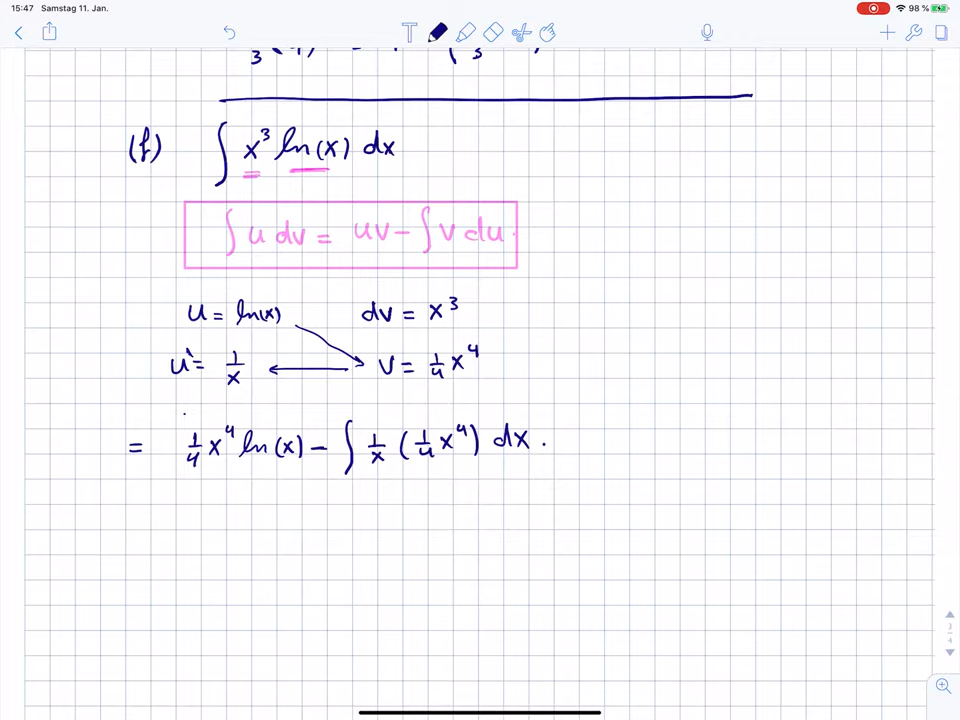 15:47 Samstag 11. Jan. 98 %
(f) ∫ x³ ln(x) dx
∫ u dv = uv − ∫ v du.
u = ln(x) dv = x³
u' = 1/x v = 1/4 x⁴
= 1/4 x⁴ ln(x) − ∫ 1/x (1/4 x⁴) dx .